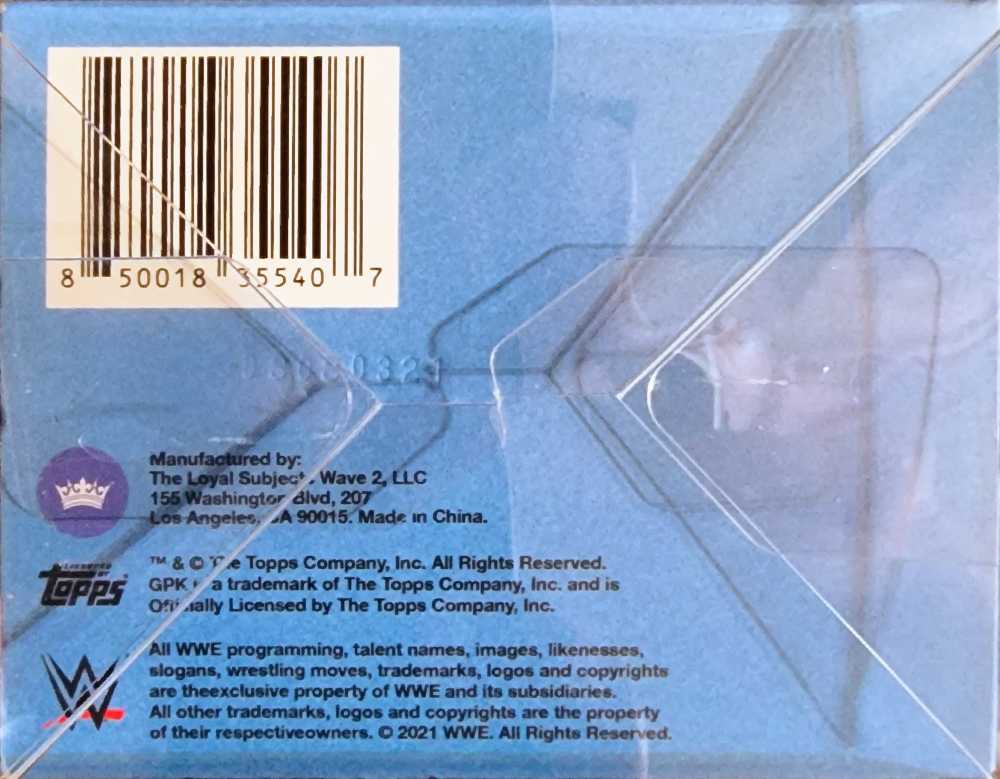 8 50018 35540 7
Manufactured by:
The Loyal Subjects Wave 2, LLC
155 Washington Blvd, 207
Los Angeles, CA 90015. Made in China.
LICENSED BY
topps
™ & © The Topps Company, Inc. All Rights Reserved.
GPK is a trademark of The Topps Company, Inc. and is
Officially Licensed by The Topps Company, Inc.
W
All WWE programming, talent names, images, likenesses,
slogans, wrestling moves, trademarks, logos and copyrights
are theexclusive property of WWE and its subsidiaries.
All other trademarks, logos and copyrights are the property
of their respectiveowners. © 2021 WWE. All Rights Reserved.